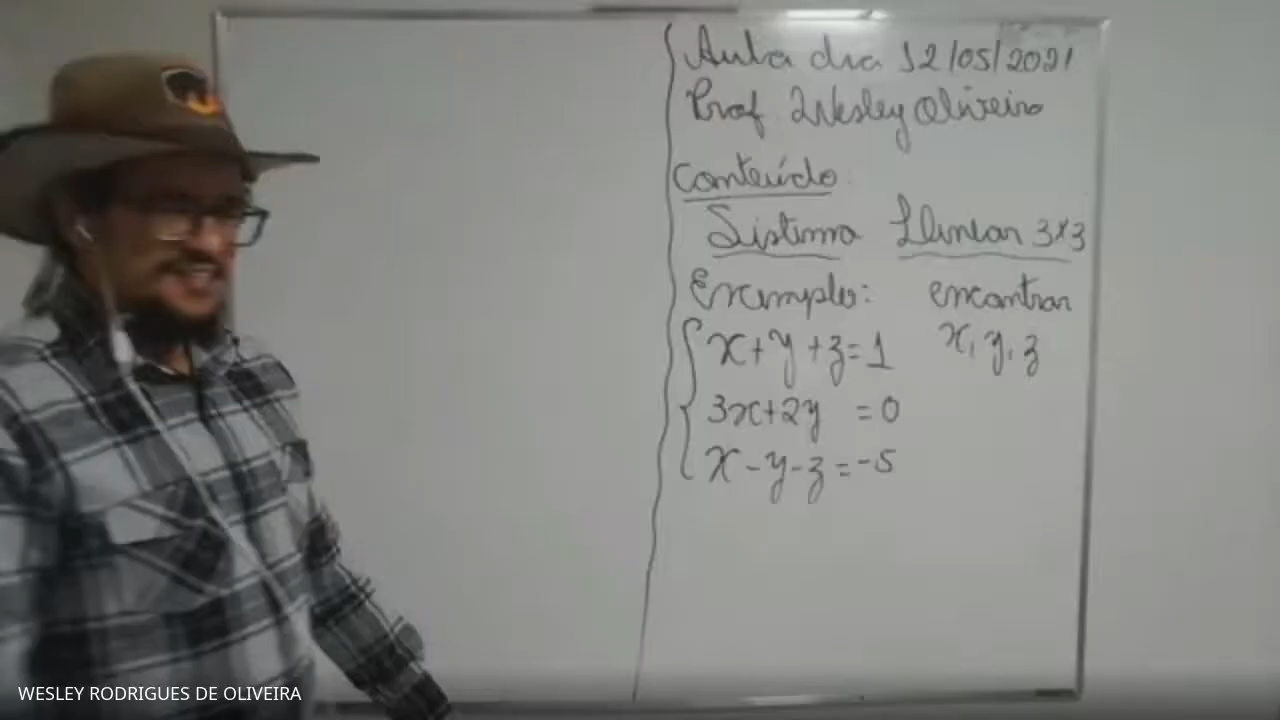 Aula dia 12/05/2021
Prof. Wesley Oliveira
Conteúdo
Sistema Llinear 3x3
Exemplo: encontrar
x, y, z
x+y+z=1
3x+2y =0
x-y-z=-5
WESLEY RODRIGUES DE OLIVEIRA